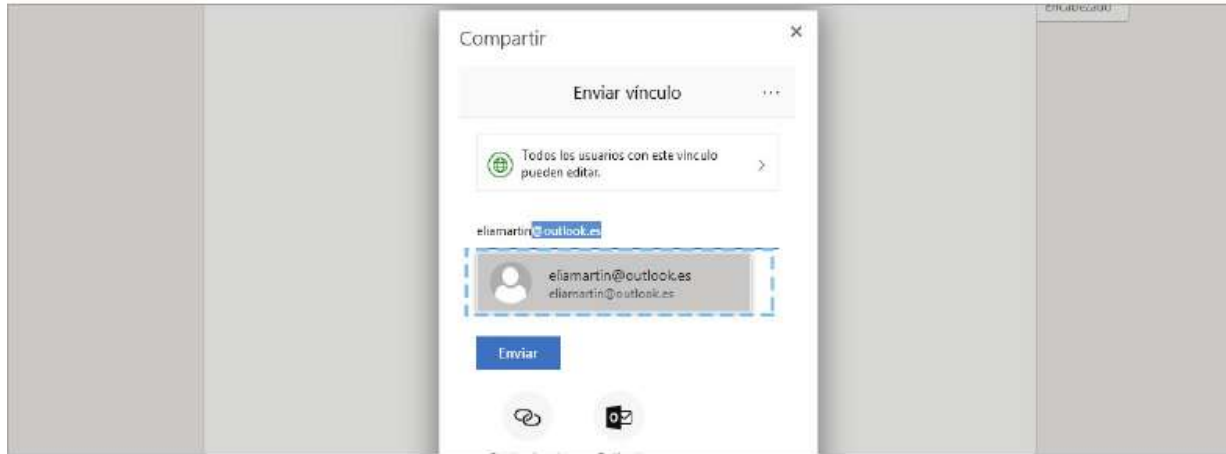 Encabezado
Compartir
Enviar vínculo
Todos los usuarios con este vínculo
pueden editar.
eliamartin@outlook.es
eliamartin@outlook.es
eliamartin@outlook.es
Enviar